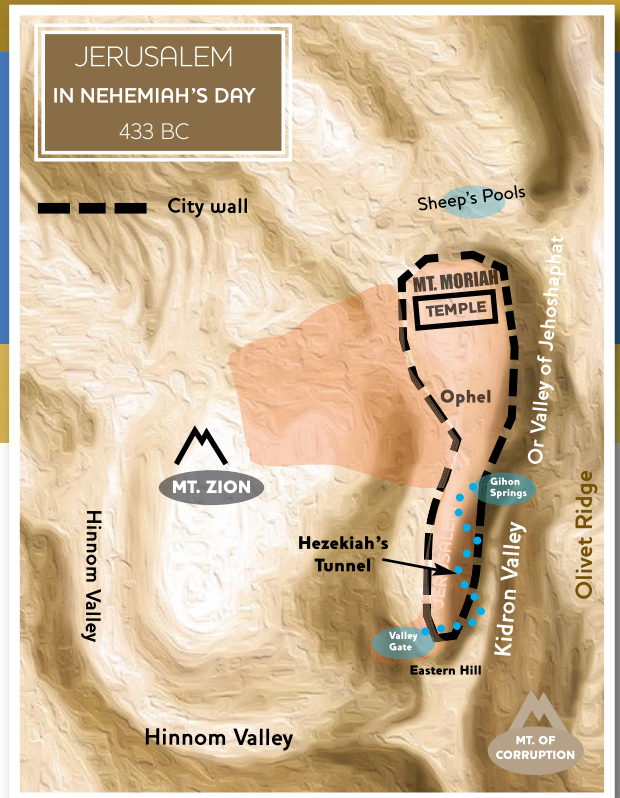 JERUSALEM
IN NEHEMIAH'S DAY
433 BC
City wall
Sheep's Pools
MT. MORIAH
TEMPLE
Or Valley of Jehoshaphat
Ophel
MT. ZION
Gihon
Springs
Olivet Ridge
Hinnom Valley
Hezekiah's
Tunnel
JERUSALEM
Kidron Valley
Valley
Gate
Eastern Hill
Hinnom Valley
MT. OF
CORRUPTION